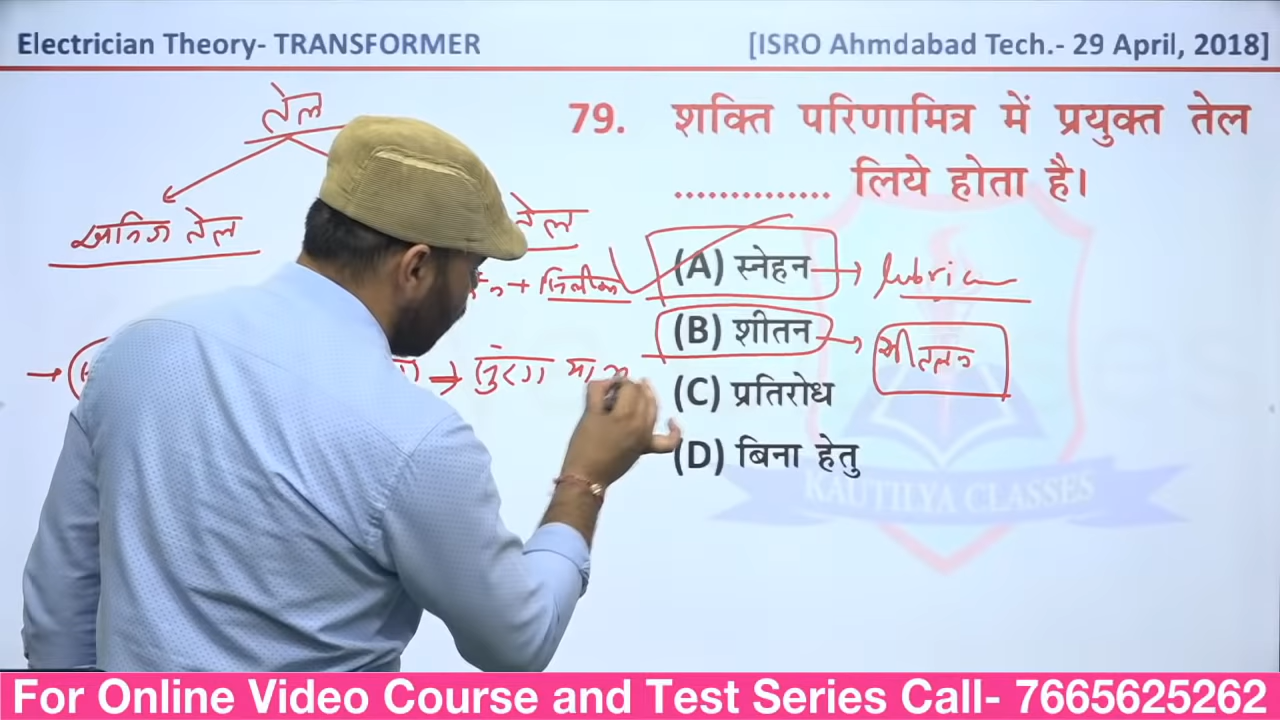 Electrician Theory- TRANSFORMER
[ISRO Ahmdabad Tech.- 29 April, 2018]
79. शक्ति परिणामित्र में प्रयुक्त तेल
.............. लिये होता है।
(A) स्नेहन
(B) शीतन
(C) प्रतिरोध
(D) बिना हेतु
तेल
खनिज तेल
तेल
शीतलन
KAUTILYA CLASSES
For Online Video Course and Test Series Call- 7665625262